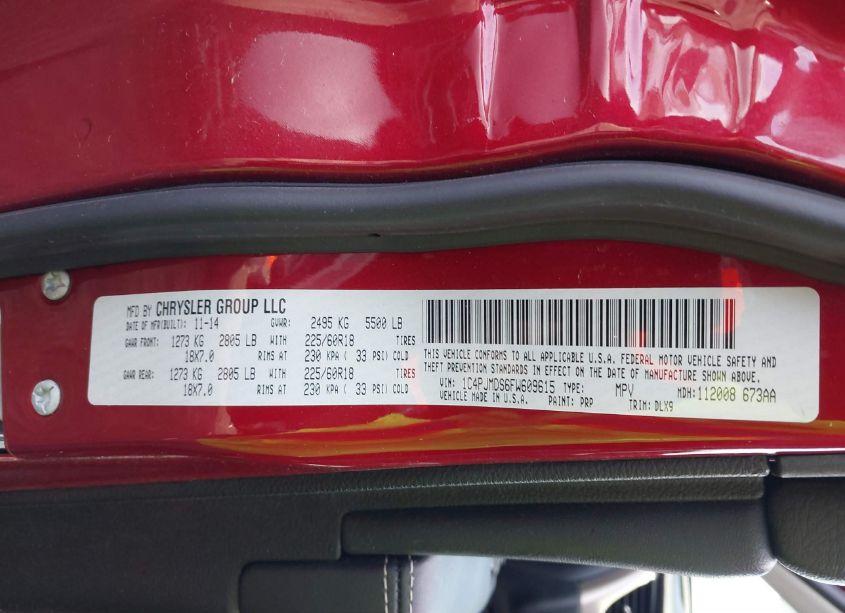 MFD BY CHRYSLER GROUP LLC
DATE OF MFR(BUILT): 11-14 GVWR: 2495 KG 5500 LB
GAWR FRONT: 1273 KG 2805 LB WITH 225/60R18 TIRES
18X7.0 RIMS AT 230 KPA ( 33 PSI) COLD
GAWR REAR: 1273 KG 2805 LB WITH 225/60R18 TIRES
18X7.0 RIMS AT 230 KPA ( 33 PSI) COLD
THIS VEHICLE CONFORMS TO ALL APPLICABLE U.S.A. FEDERAL MOTOR VEHICLE SAFETY AND
THEFT PREVENTION STANDARDS IN EFFECT ON THE DATE OF MANUFACTURE SHOWN ABOVE.
VIN: 1C4PJMDS6FW609615 TYPE: MPV MDH: 112008 673AA
VEHICLE MADE IN U.S.A. PAINT: PRP TRIM: DLX9